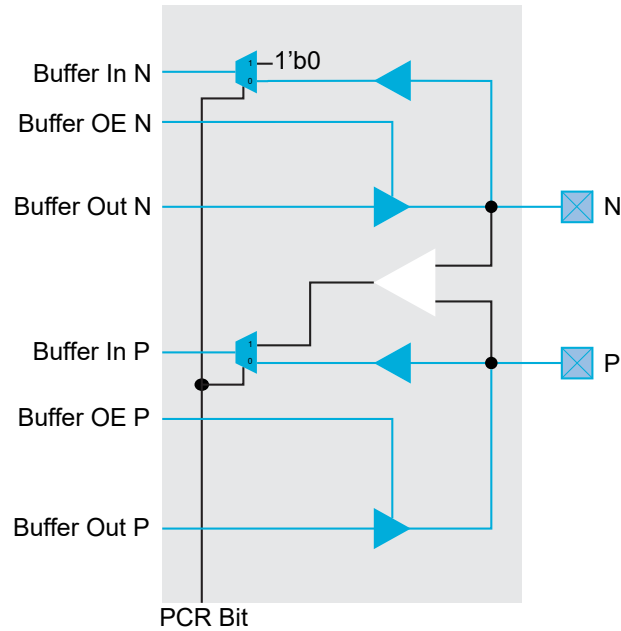 Buffer In N
1
0
1’b0
Buffer OE N
Buffer Out N
N
Buffer In P
1
0
P
Buffer OE P
Buffer Out P
PCR Bit